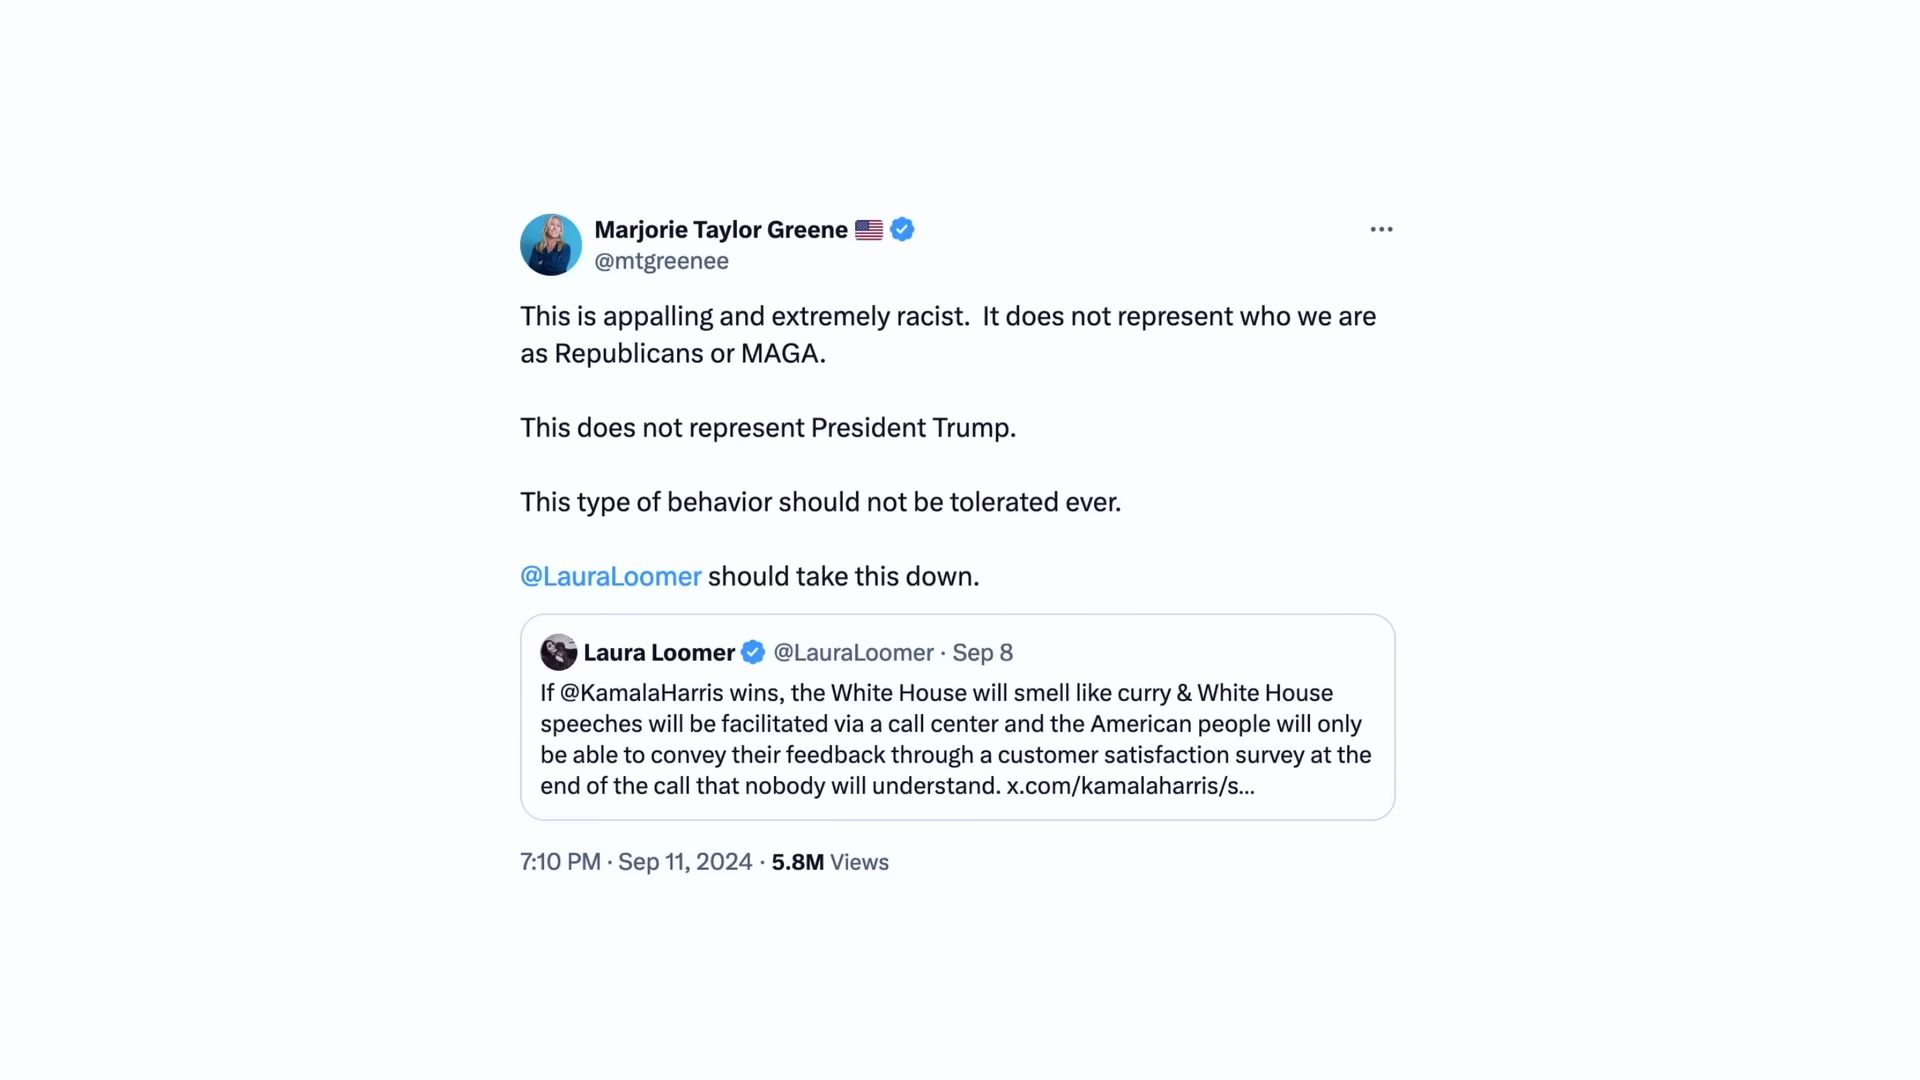 Marjorie Taylor Greene 🇺🇸
@mtgreenee
This is appalling and extremely racist.  It does not represent who we are
as Republicans or MAGA.
This does not represent President Trump.
This type of behavior should not be tolerated ever.
@LauraLoomer should take this down.
Laura Loomer @LauraLoomer · Sep 8
If @KamalaHarris wins, the White House will smell like curry & White House
speeches will be facilitated via a call center and the American people will only
be able to convey their feedback through a customer satisfaction survey at the
end of the call that nobody will understand. x.com/kamalaharris/s...
7:10 PM · Sep 11, 2024 · 5.8M Views